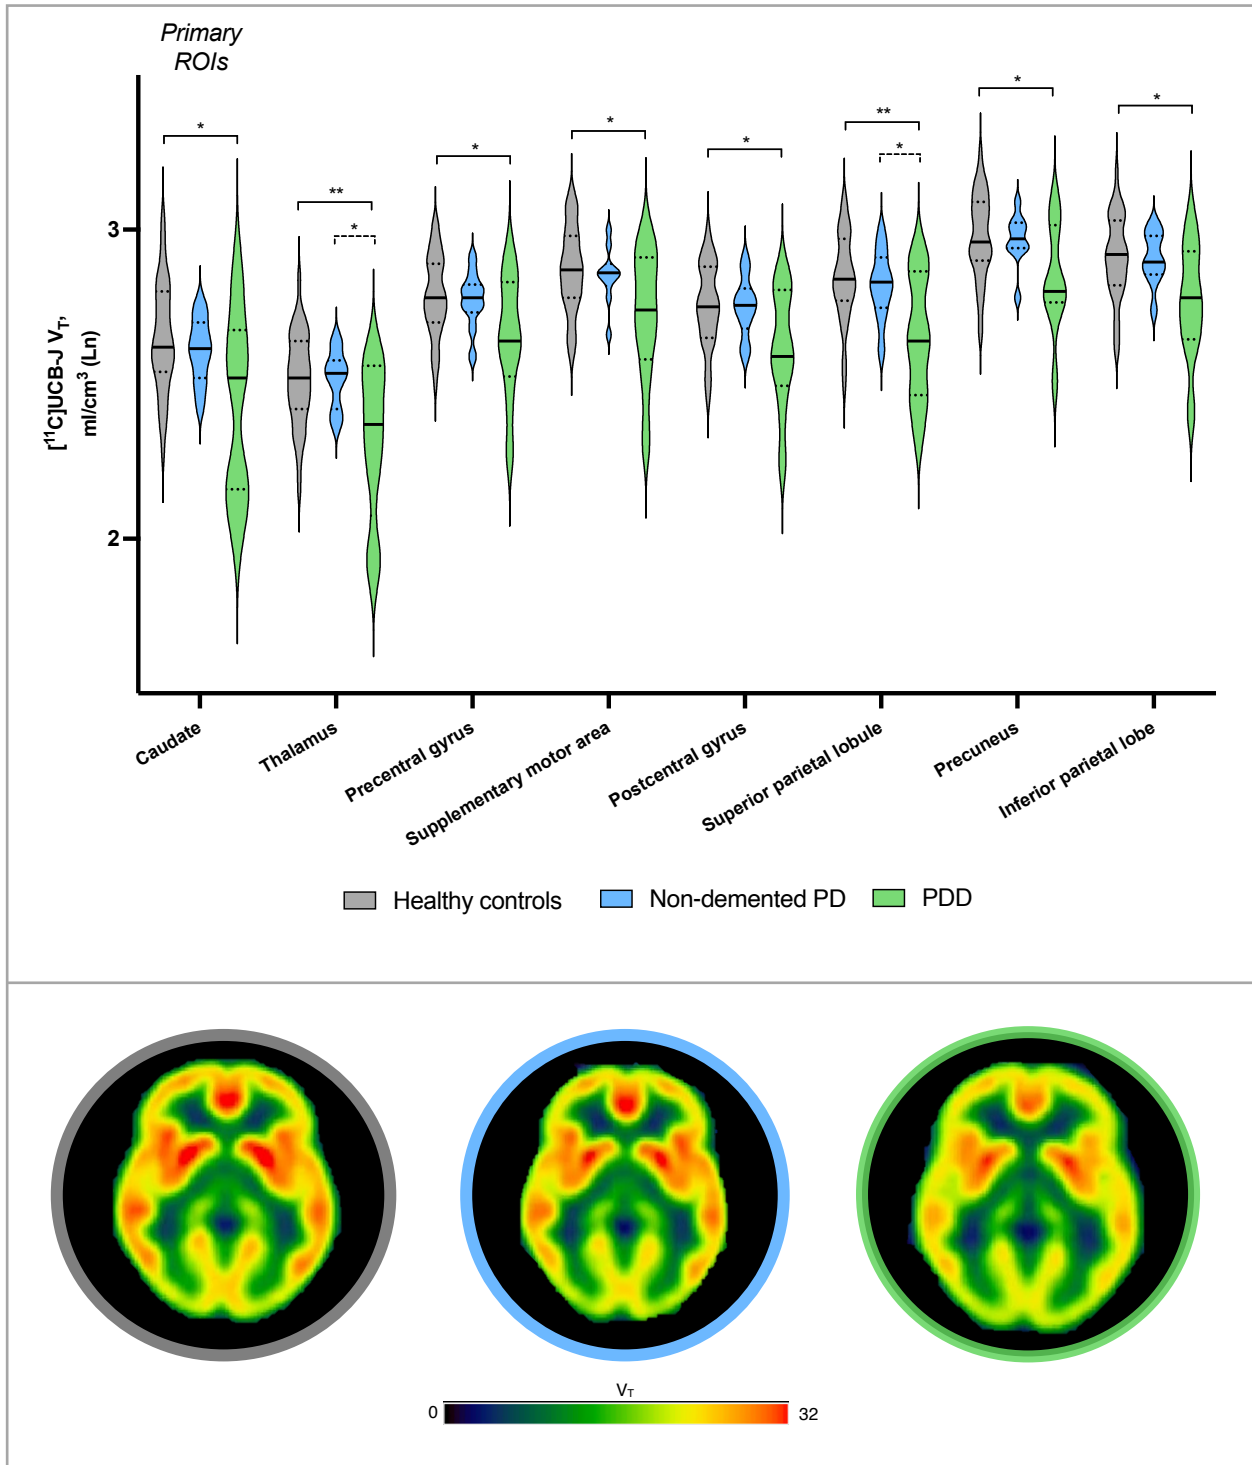 Primary
ROIs
*
**
*
*
*
*
**
*
*
*
3
2
[¹¹C]UCB-J V_T,
ml/cm³ (Ln)
Caudate
Thalamus
Precentral gyrus
Supplementary motor area
Postcentral gyrus
Superior parietal lobule
Precuneus
Inferior parietal lobe
Healthy controls
Non-demented PD
PDD
V_T
0
32